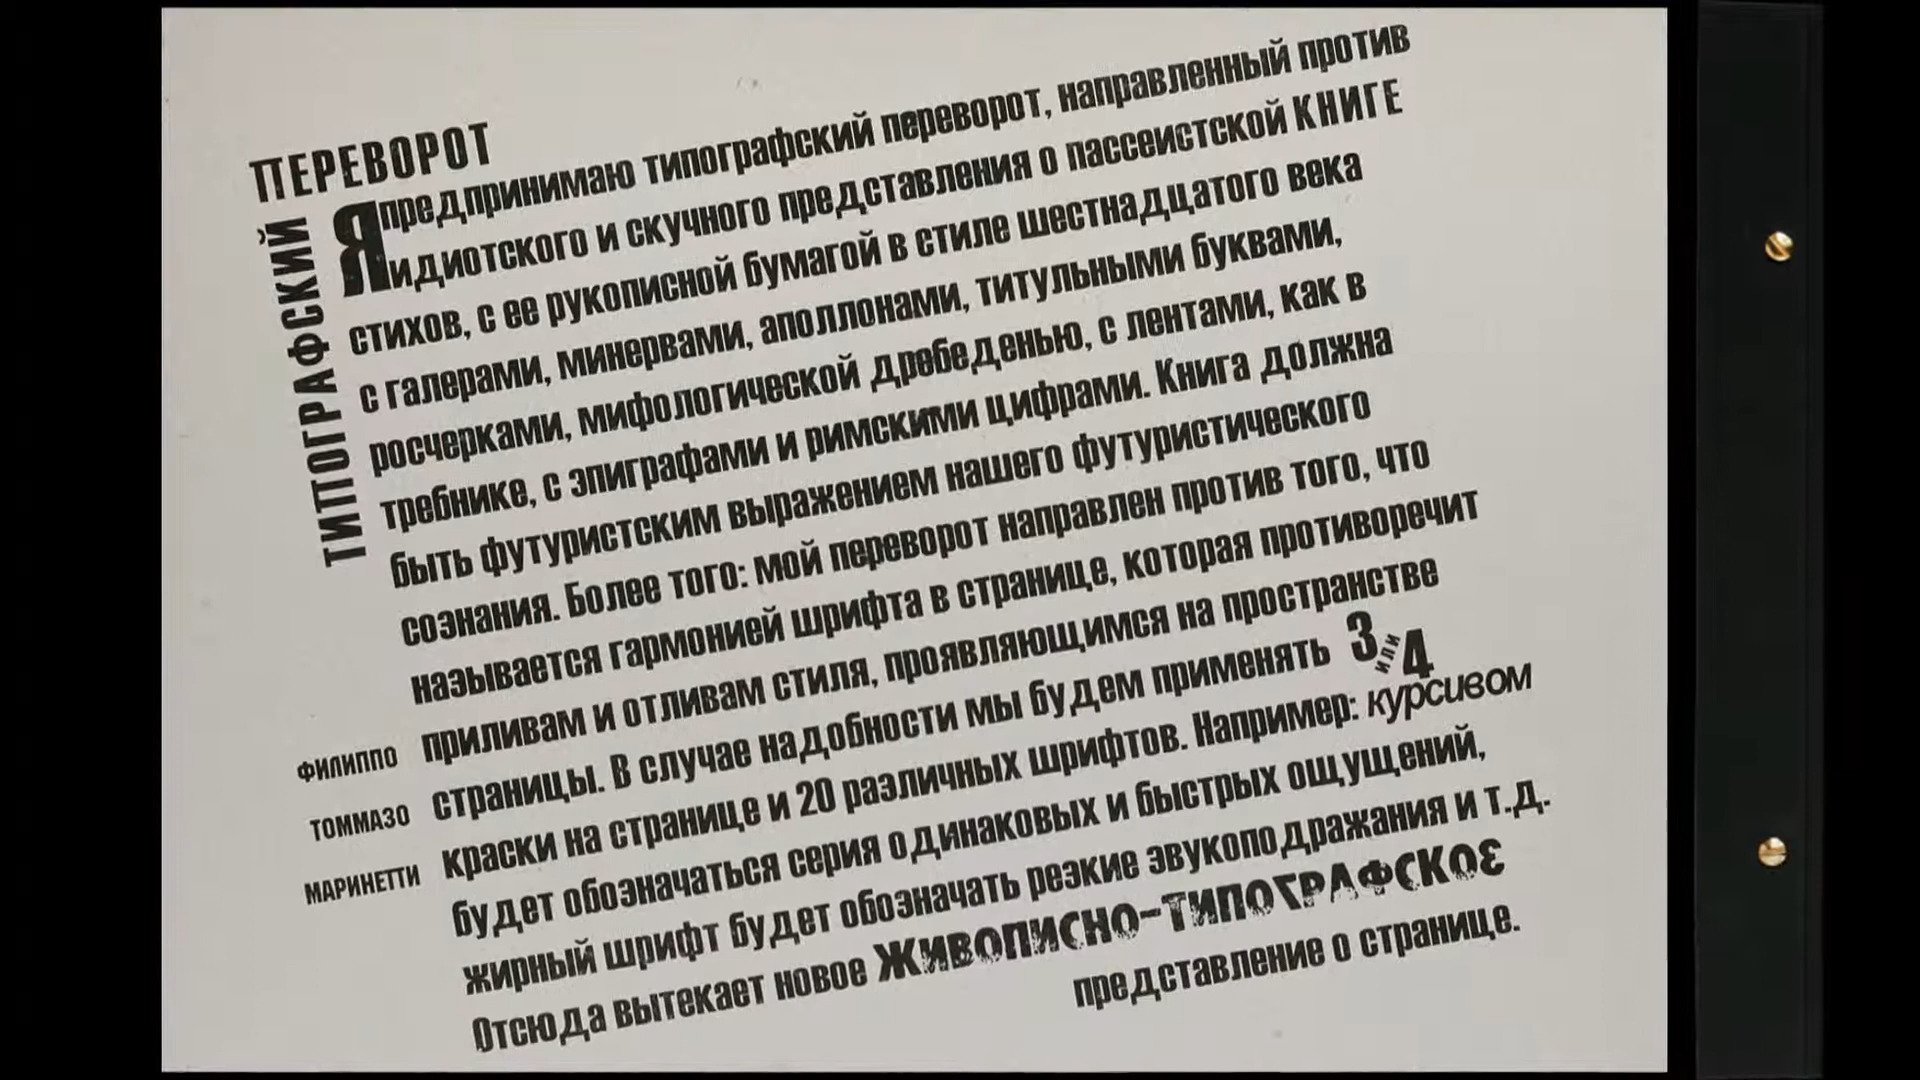 ПЕРЕВОРОТ
ТИПОГРАФСКИЙ
Я предпринимаю типографский переворот, направленный против
идиотского и скучного представления о пассеистской КНИГЕ
стихов, с ее рукописной бумагой в стиле шестнадцатого века
с галерами, минервами, аполлонами, титульными буквами,
росчерками, мифологической дребеденью, с лентами, как в
требнике, с эпиграфами и римскими цифрами. Книга должна
быть футуристским выражением нашего футуристического
сознания. Более того: мой переворот направлен против того, что
называется гармонией шрифта в странице, которая противоречит
приливам и отливам стиля, проявляющимся на пространстве
страницы. В случае надобности мы будем применять 3 или 4
краски на странице и 20 различных шрифтов. Например: курсивом
будет обозначаться серия одинаковых и быстрых ощущений,
жирный шрифт будет обозначать резкие звукоподражания и т.д.
Отсюда вытекает новое ЖИВОПИСНО-ТИПОГРАФСКОЕ
представление о странице.
ФИЛИППО
ТОММАЗО
МАРИНЕТТИ